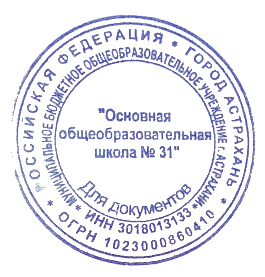 РОССИЙСКАЯ ФЕДЕРАЦИЯ * ГОРОД АСТРАХАНЬ
* ОГРН 1023000860410 *
МУНИЦИПАЛЬНОЕ БЮДЖЕТНОЕ ОБЩЕОБРАЗОВАТЕЛЬНОЕ УЧРЕЖДЕНИЕ г. АСТРАХАНИ
* ИНН 3018013133 *
"Основная
общеобразовательная
школа № 31"
Для документов